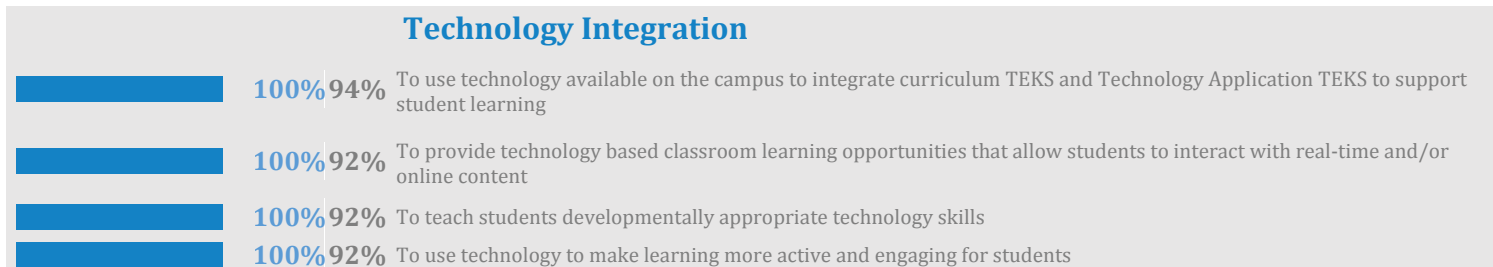 Technology Integration
100% 94% To use technology available on the campus to integrate curriculum TEKS and Technology Application TEKS to support
student learning
100% 92% To provide technology based classroom learning opportunities that allow students to interact with real-time and/or
online content
100% 92% To teach students developmentally appropriate technology skills
100% 92% To use technology to make learning more active and engaging for students